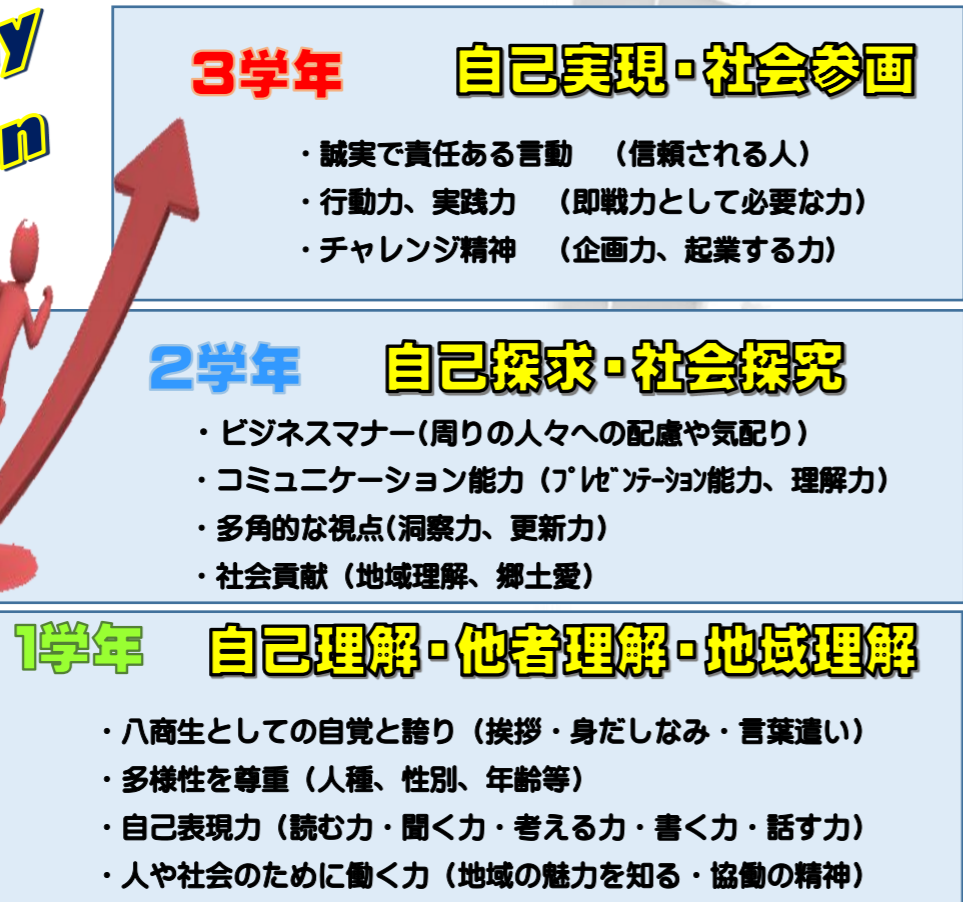 y
n
3学年 自己実現・社会参画
・誠実で責任ある言動 （信頼される人）
・行動力、実践力 （即戦力として必要な力）
・チャレンジ精神 （企画力、起業する力）
2学年 自己探求・社会探究
・ビジネスマナー(周りの人々への配慮や気配り）
・コミュニケーション能力（ﾌﾟﾚｾﾞﾝﾃｰｼｮﾝ能力、理解力）
・多角的な視点(洞察力、更新力）
・社会貢献（地域理解、郷土愛）
1学年 自己理解・他者理解・地域理解
・八商生としての自覚と誇り（挨拶・身だしなみ・言葉遣い）
・多様性を尊重（人種、性別、年齢等）
・自己表現力（読む力・聞く力・考える力・書く力・話す力）
・人や社会のために働く力（地域の魅力を知る・協働の精神）